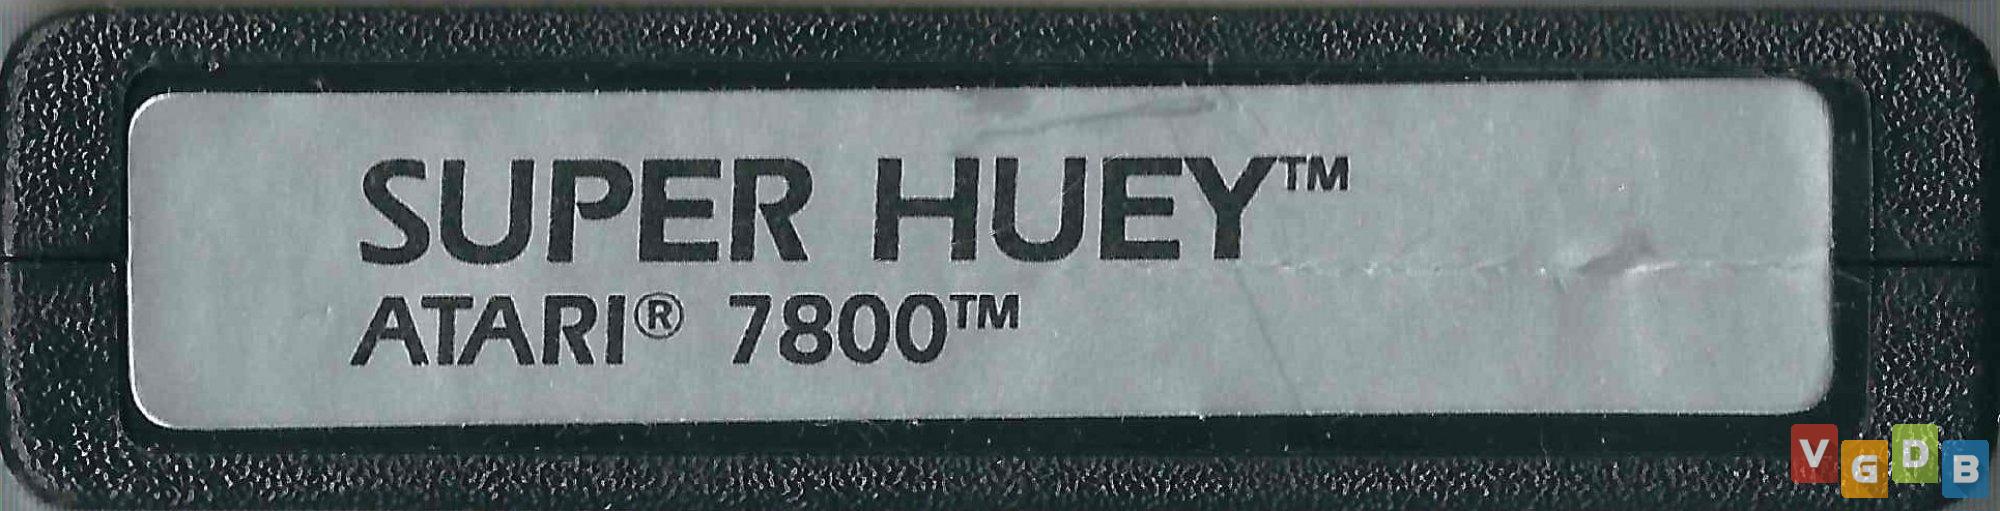 SUPER HUEY™
ATARI® 7800™
VGDB